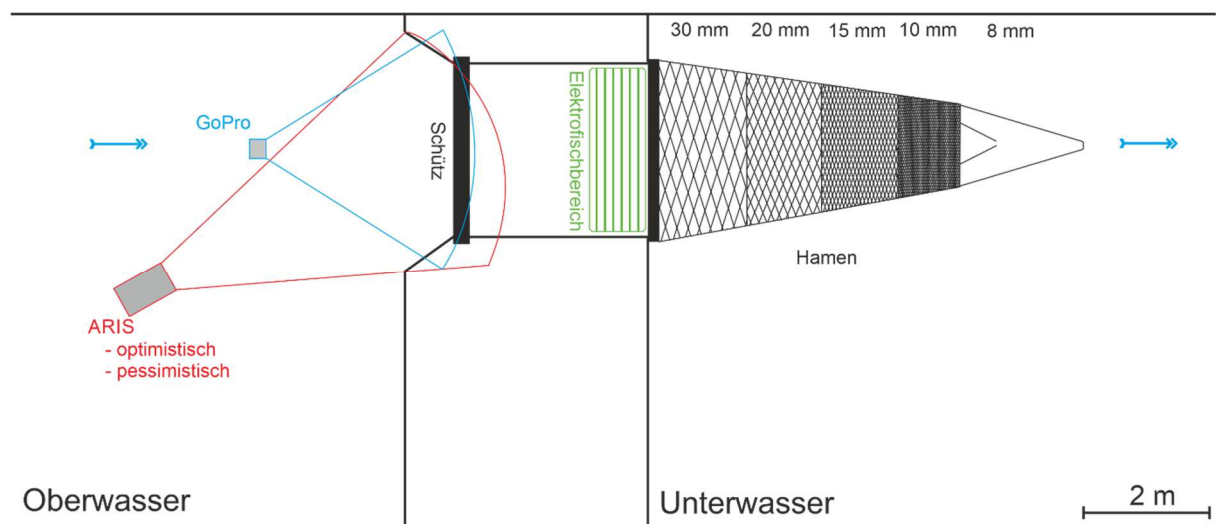 30 mm
20 mm
15 mm
10 mm
8 mm
GoPro
Schütz
Elektrofischbereich
Hamen
ARIS
- optimistisch
- pessimistisch
Oberwasser
Unterwasser
2 m